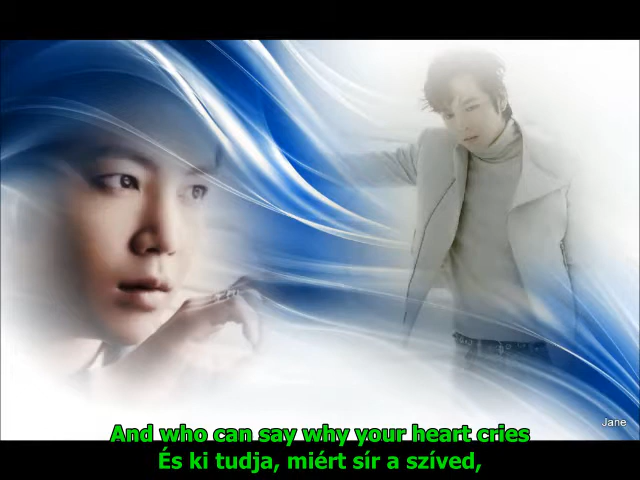 Jane
And who can say why your heart cries
És ki tudja, miért sír a szíved,